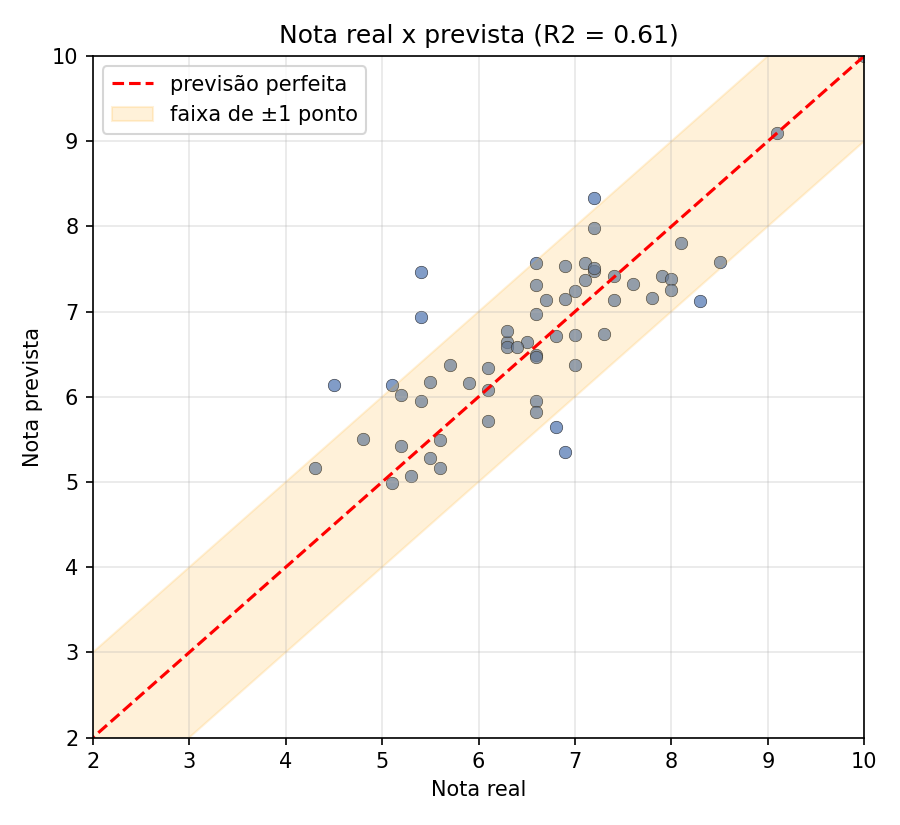 Nota real x prevista (R2 = 0.61)
previsão perfeita
faixa de ±1 ponto
Nota prevista
10
9
8
7
6
5
4
3
2
2 3 4 5 6 7 8 9 10
Nota real